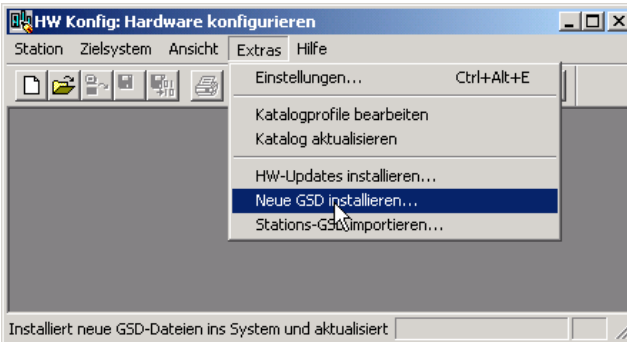 HW Konfig: Hardware konfigurieren
Station Zielsystem Ansicht Extras Hilfe
Einstellungen... Ctrl+Alt+E
Katalogprofile bearbeiten
Katalog aktualisieren
HW-Updates installieren...
Neue GSD installieren...
Stations-GSD importieren...
Installiert neue GSD-Dateien ins System und aktualisiert